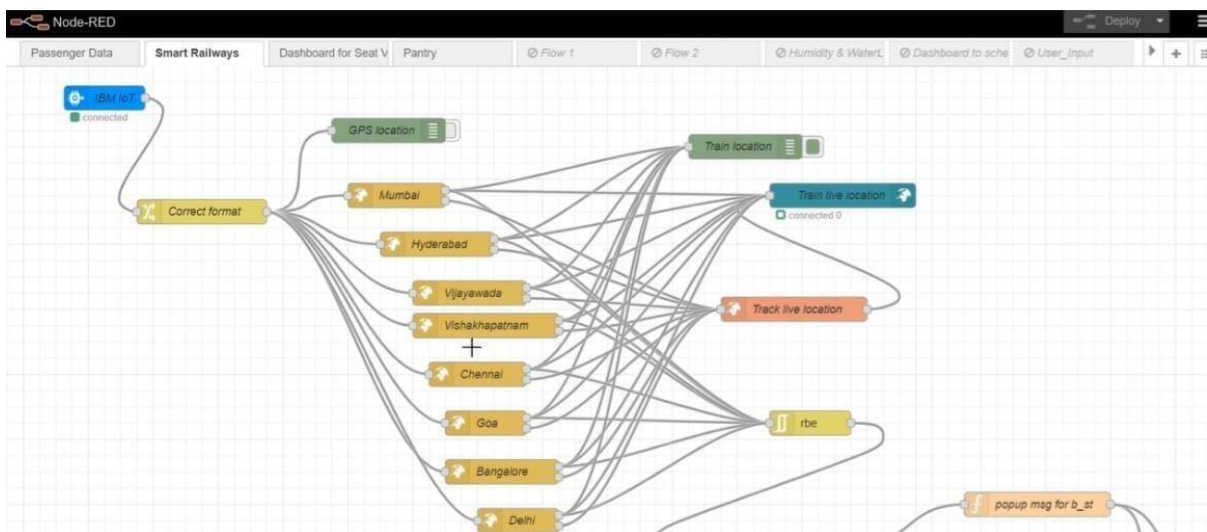 Node-RED
Deploy
Passenger Data
Smart Railways
Dashboard for Seat V
Pantry
Flow 1
Flow 2
Humidity & WaterL
Dashboard to sche
User_Input
IBM IoT
connected
GPS location
Train location
Mumbai
Train live location
connected 0
Correct format
Hyderabad
Vijayawada
Track live location
Vishakhapatnam
Chennai
Goa
rbe
Bangalore
popup msg for b_st
Delhi